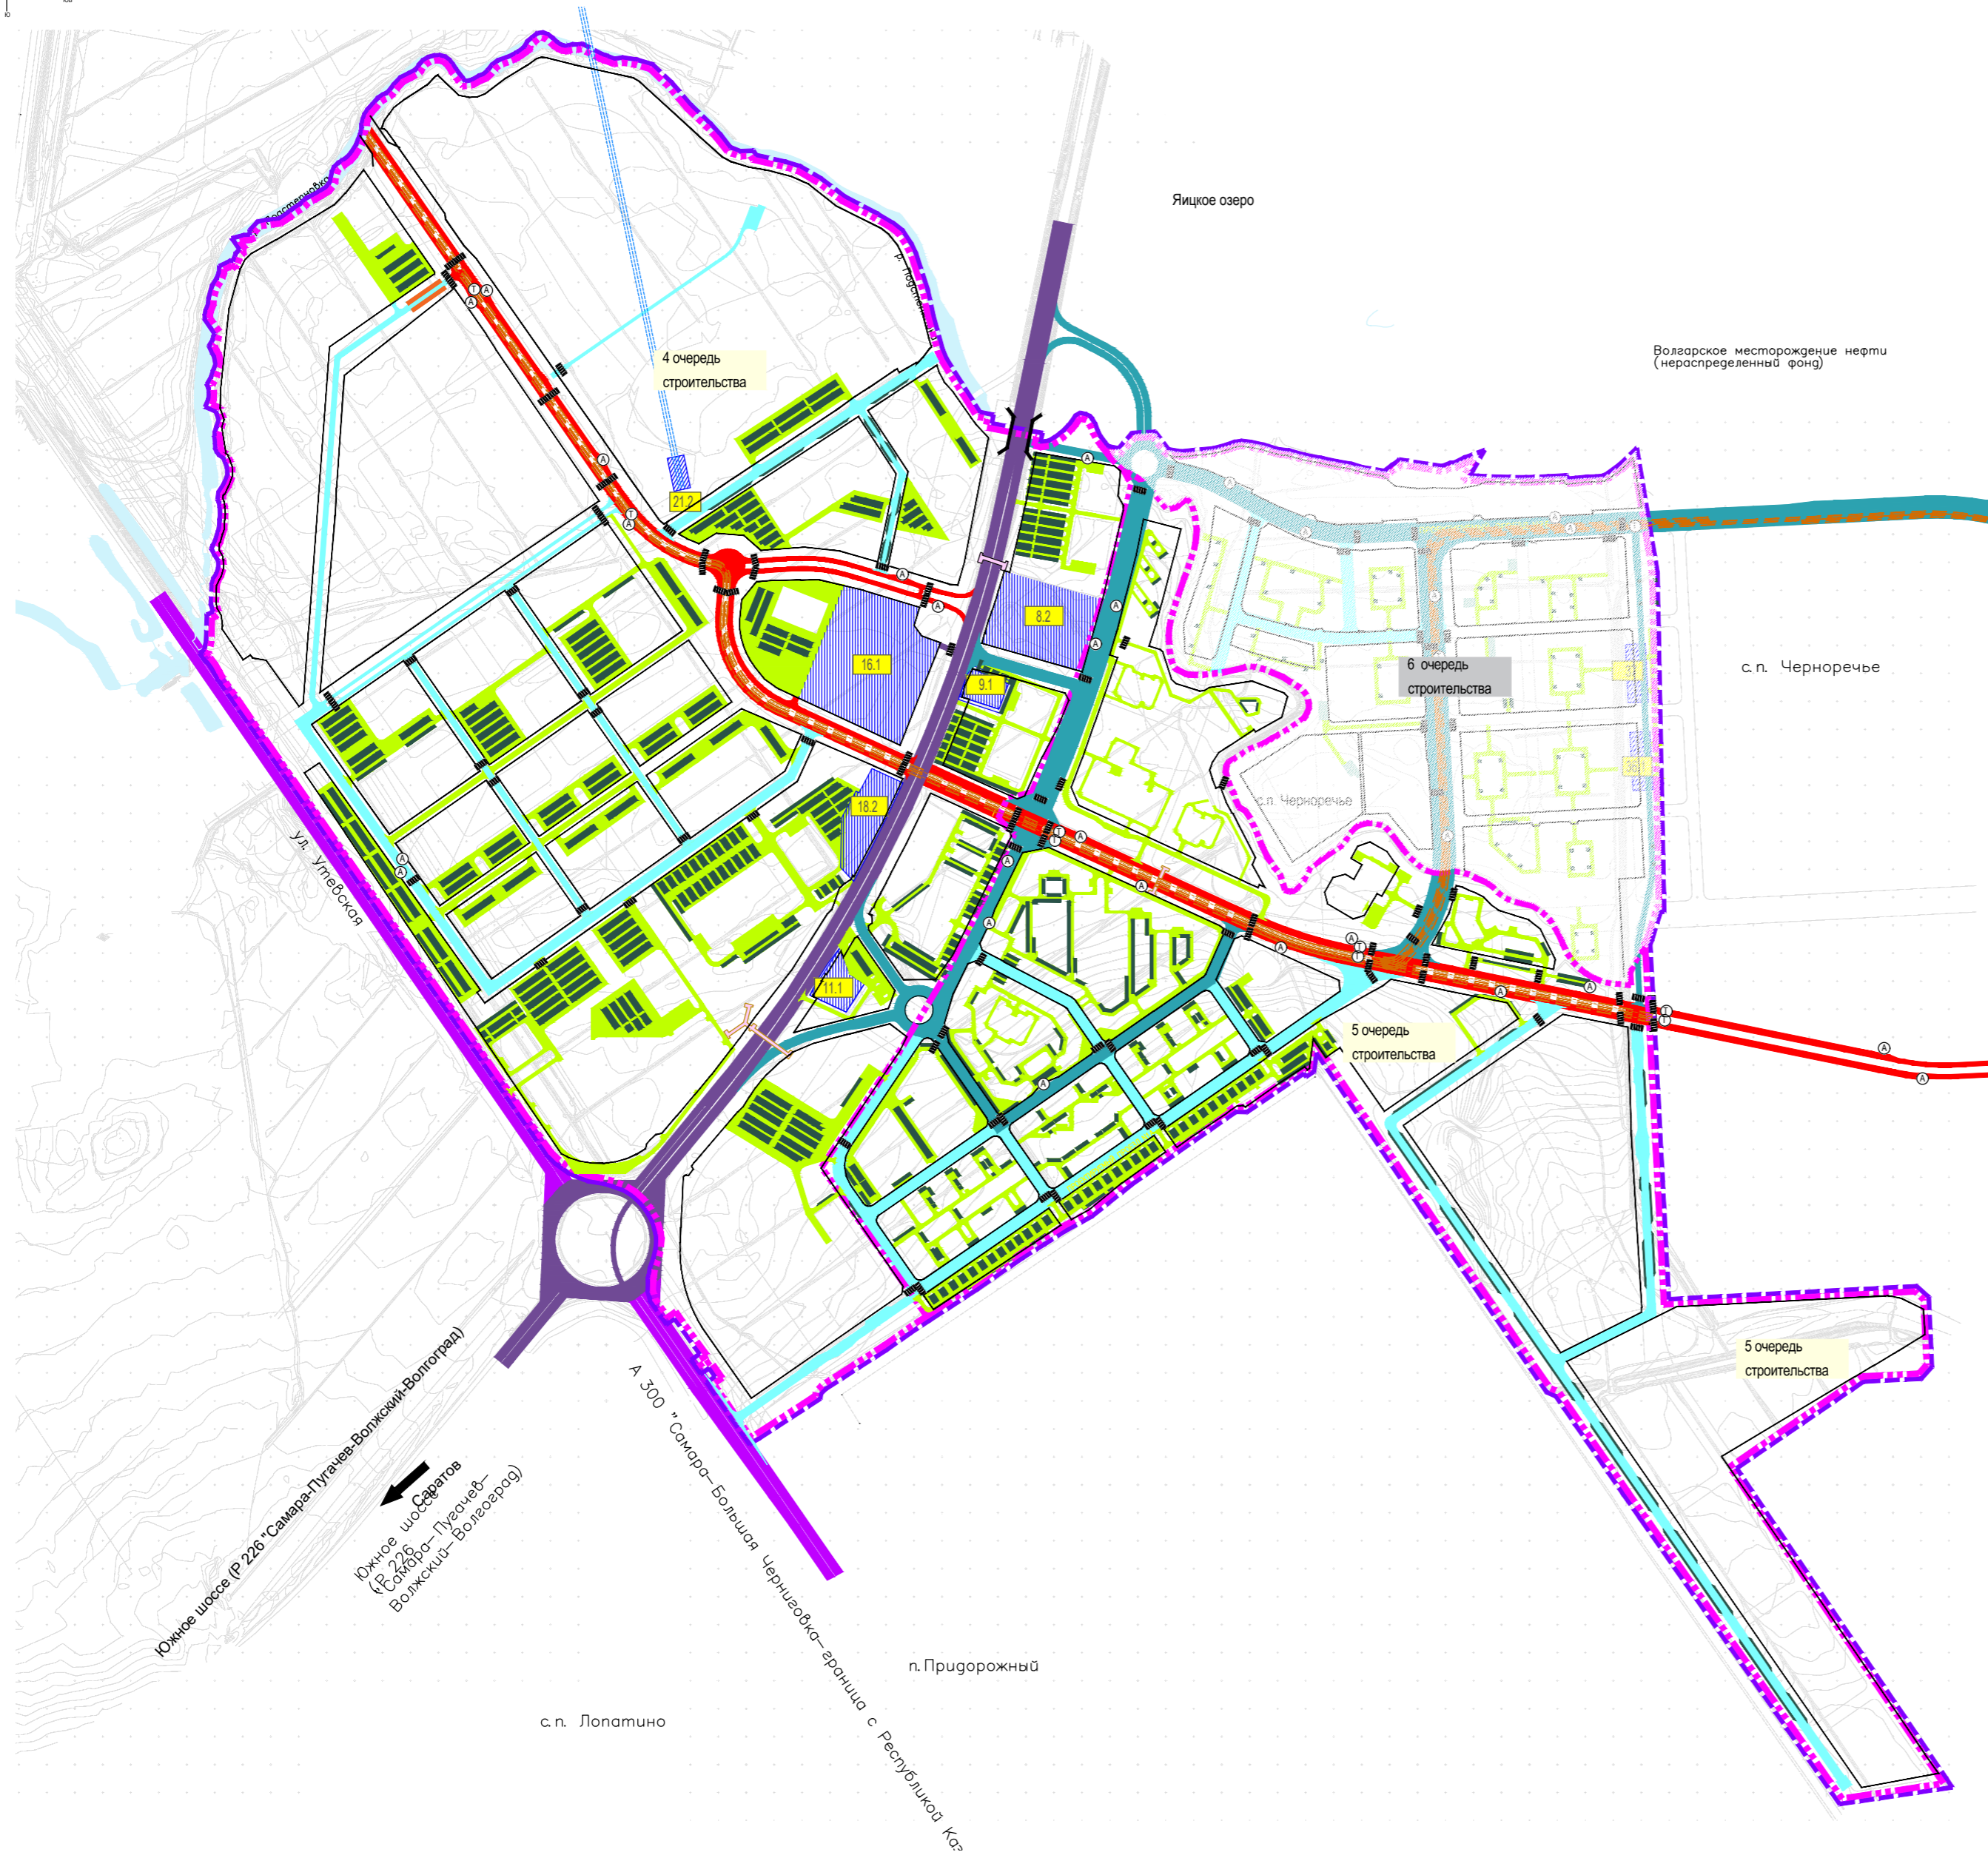 Яицкое озеро
Волгарское месторождение нефти
(нераспределенный фонд)
4 очередь
строительства
21.2
8.2
16.1
9.1
6 очередь
строительства
с.п. Черноречье
18.2
с.п. Черноречье
ул. Утевская
11.1
5 очередь
строительства
5 очередь
строительства
Южное шоссе (Р 226 "Самара-Пугачев-Волжский-Волгоград)
Саратов
Южное шоссе
(Р 226
"Самара-Пугачев-
Волжский-Волгоград)
А 300 "Самара-Большая Черниговка-граница с Республикой
п. Придорожный
с.п. Лопатино